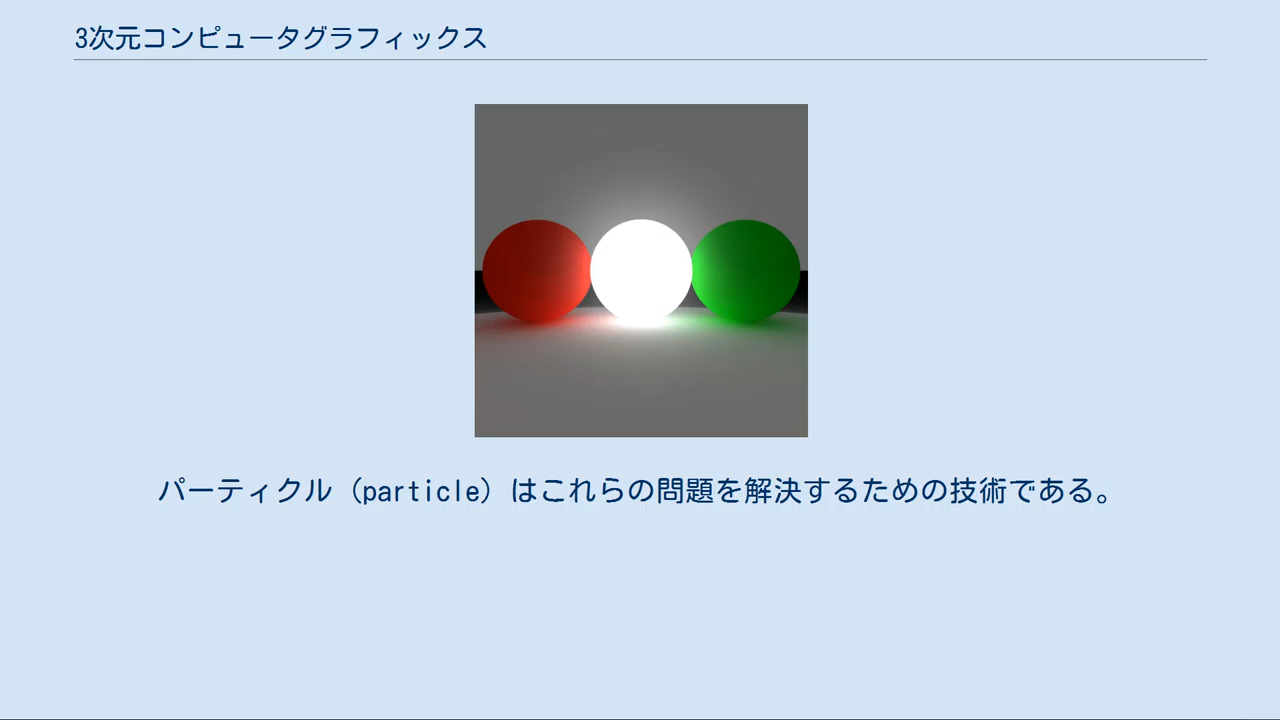 3次元コンピュータグラフィックス
パーティクル（particle）はこれらの問題を解決するための技術である。